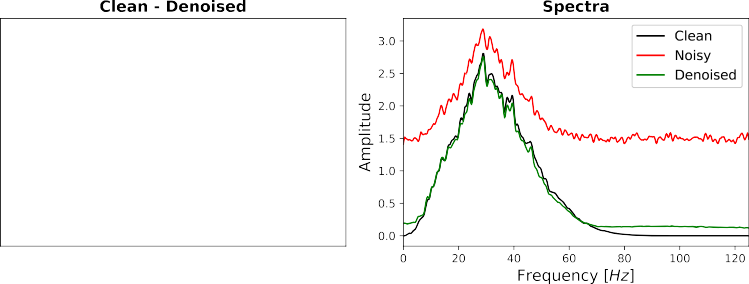 Clean - Denoised
Spectra
Clean
Noisy
Denoised
Amplitude
3.0
2.5
2.0
1.5
1.0
0.5
0.0
0 20 40 60 80 100 120
Frequency [Hz]